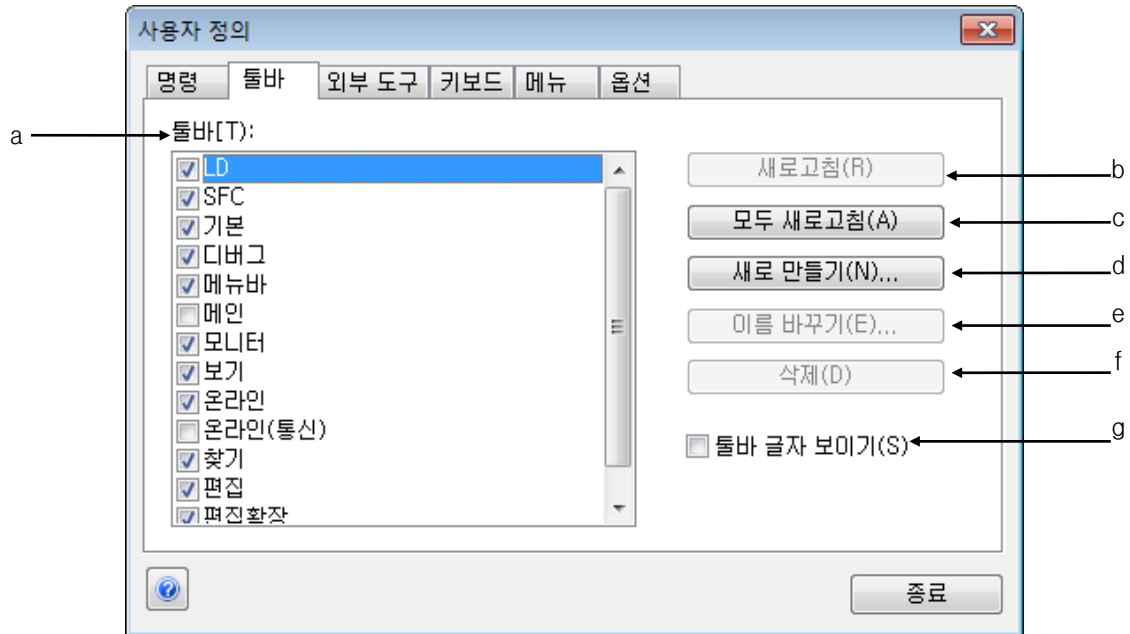 사용자 정의
명령 툴바 외부 도구 키보드 메뉴 옵션
a 툴바[T]:
LD
SFC
기본
디버그
메뉴바
메인
모니터
보기
온라인
온라인(통신)
찾기
편집
편집확장
새로고침(R) b
모두 새로고침(A) c
새로 만들기(N)... d
이름 바꾸기(E)... e
삭제(D) f
툴바 글자 보이기(S) g
종료